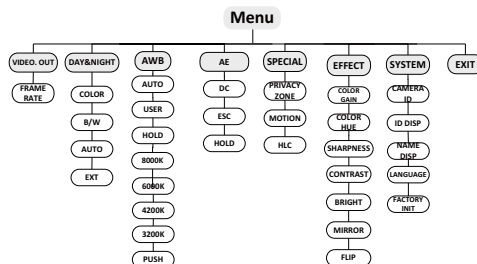 Menu
VIDEO. OUT
DAY&NIGHT
AWB
AE
SPECIAL
EFFECT
SYSTEM
EXIT
FRAME
RATE
COLOR
B/W
AUTO
EXT
AUTO
USER
HOLD
8000K
6000K
4200K
3200K
PUSH
DC
ESC
HOLD
PRIVACY
ZONE
MOTION
HLC
COLOR
GAIN
COLOR
HUE
SHARPNESS
CONTRAST
BRIGHT
MIRROR
FLIP
CAMERA
ID
ID DISP
NAME
DISP
LANGUAGE
FACTORY
INIT